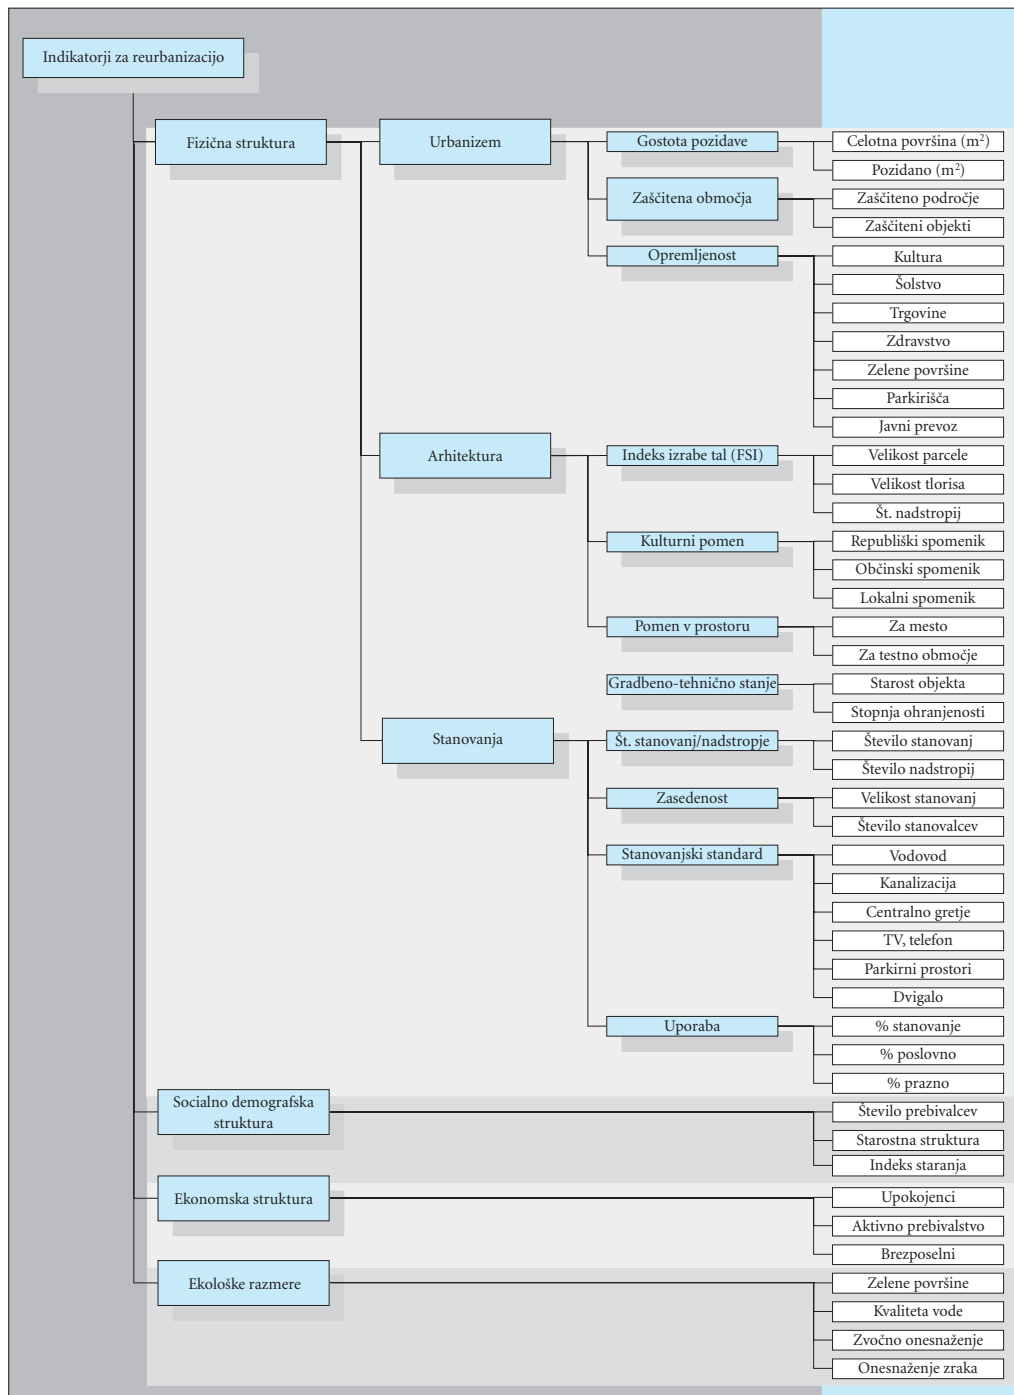 Indikatorji za reurbanizacijo
Fizična struktura
Urbanizem
Gostota pozidave
Celotna površina (m²)
Pozidano (m²)
Zaščitena območja
Zaščiteno področje
Zaščiteni objekti
Opremljenost
Kultura
Šolstvo
Trgovine
Zdravstvo
Zelene površine
Parkirišča
Javni prevoz
Arhitektura
Indeks izrabe tal (FSI)
Velikost parcele
Velikost tlorisa
Št. nadstropij
Kulturni pomen
Republiški spomenik
Občinski spomenik
Lokalni spomenik
Pomen v prostoru
Za mesto
Za testno območje
Gradbeno-tehnično stanje
Starost objekta
Stopnja ohranjenosti
Stanovanja
Št. stanovanj/nadstropje
Število stanovanj
Število nadstropij
Zasedenost
Velikost stanovanj
Število stanovalcev
Stanovanjski standard
Vodovod
Kanalizacija
Centralno gretje
TV, telefon
Parkirni prostori
Dvigalo
Uporaba
% stanovanje
% poslovno
% prazno
Socialno demografska
struktura
Število prebivalcev
Starostna struktura
Indeks staranja
Ekonomska struktura
Upokojenci
Aktivno prebivalstvo
Brezposelni
Ekološke razmere
Zelene površine
Kvaliteta vode
Zvočno onesnaženje
Onesnaženje zraka